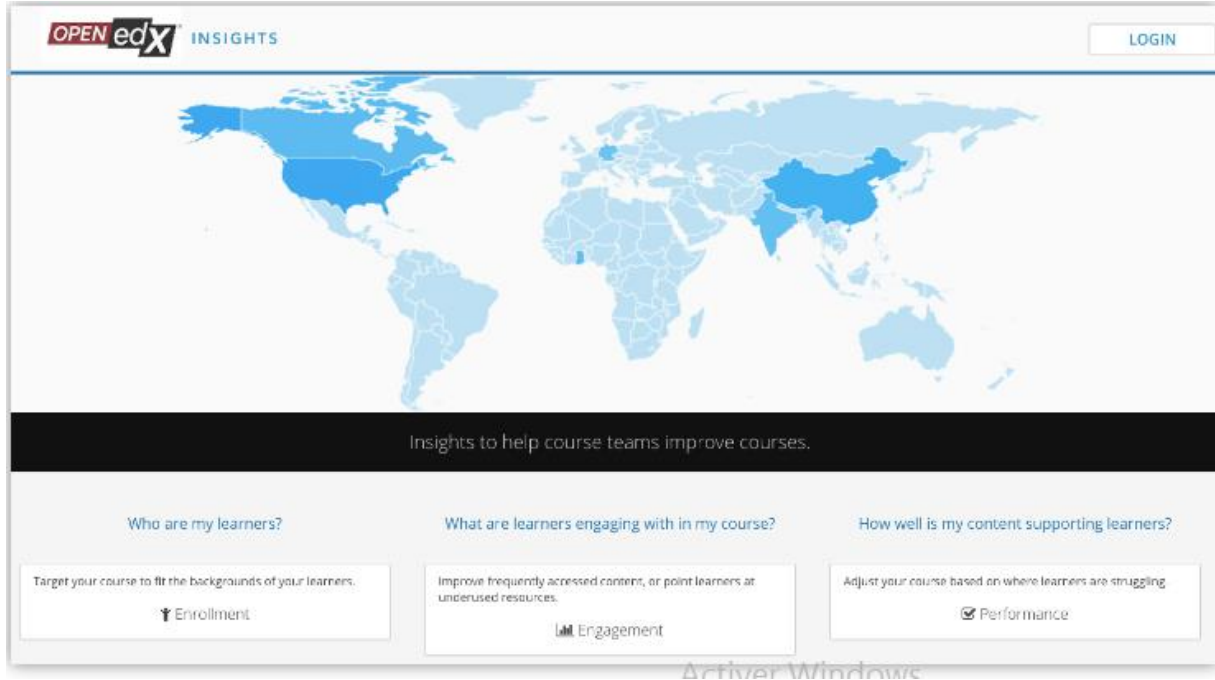 OPEN edX INSIGHTS
LOGIN
Insights to help course teams improve courses.
Who are my learners?
Target your course to fit the backgrounds of your learners.
Enrollment
What are learners engaging with in my course?
Improve frequently accessed content, or point learners at
underused resources.
Engagement
How well is my content supporting learners?
Adjust your course based on where learners are struggling
Performance
Activer Windows